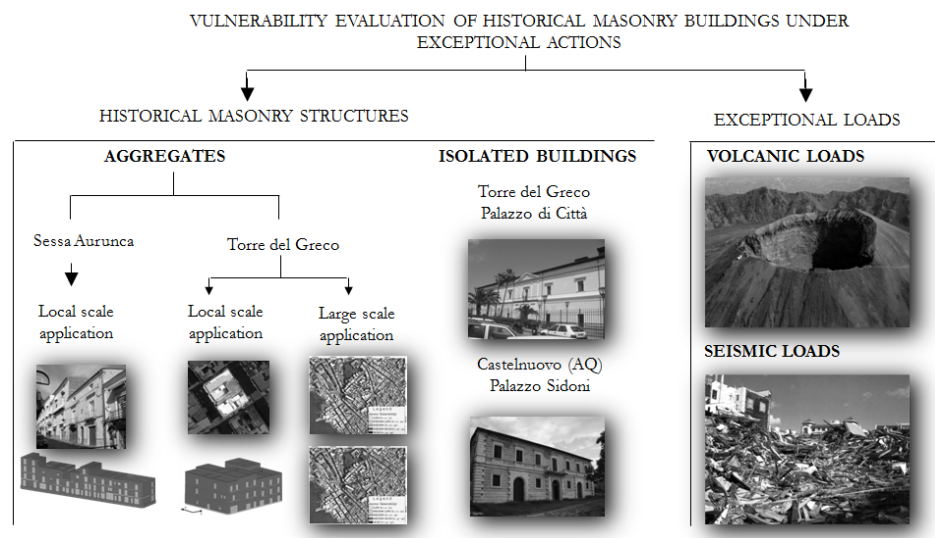 VULNERABILITY EVALUATION OF HISTORICAL MASONRY BUILDINGS UNDER
EXCEPTIONAL ACTIONS
HISTORICAL MASONRY STRUCTURES
EXCEPTIONAL LOADS
AGGREGATES
ISOLATED BUILDINGS
VOLCANIC LOADS
Torre del Greco
Palazzo di Città
Sessa Aurunca
Torre del Greco
Local scale
application
Local scale
application
Large scale
application
SEISMIC LOADS
Castelnuovo (AQ)
Palazzo Sidoni
Legend
Legend